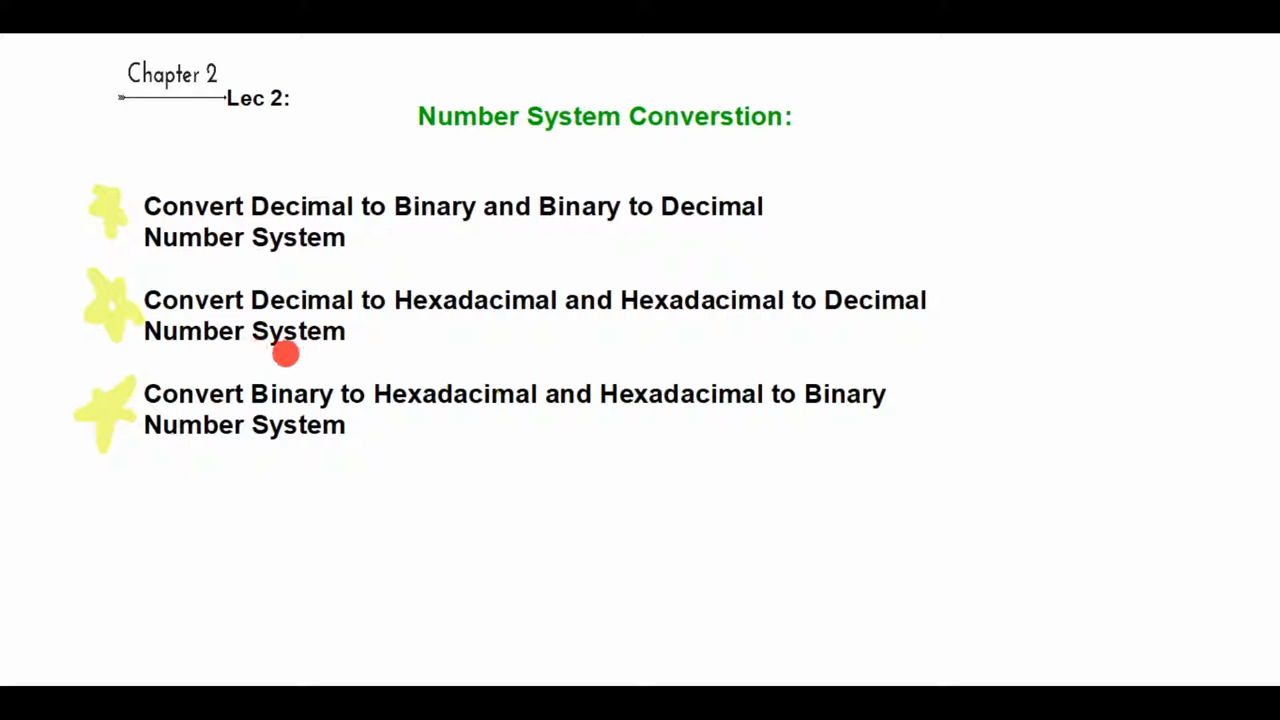 Chapter 2
Lec 2:
Number System Converstion:
Convert Decimal to Binary and Binary to Decimal
Number System
Convert Decimal to Hexadacimal and Hexadacimal to Decimal
Number System
Convert Binary to Hexadacimal and Hexadacimal to Binary
Number System